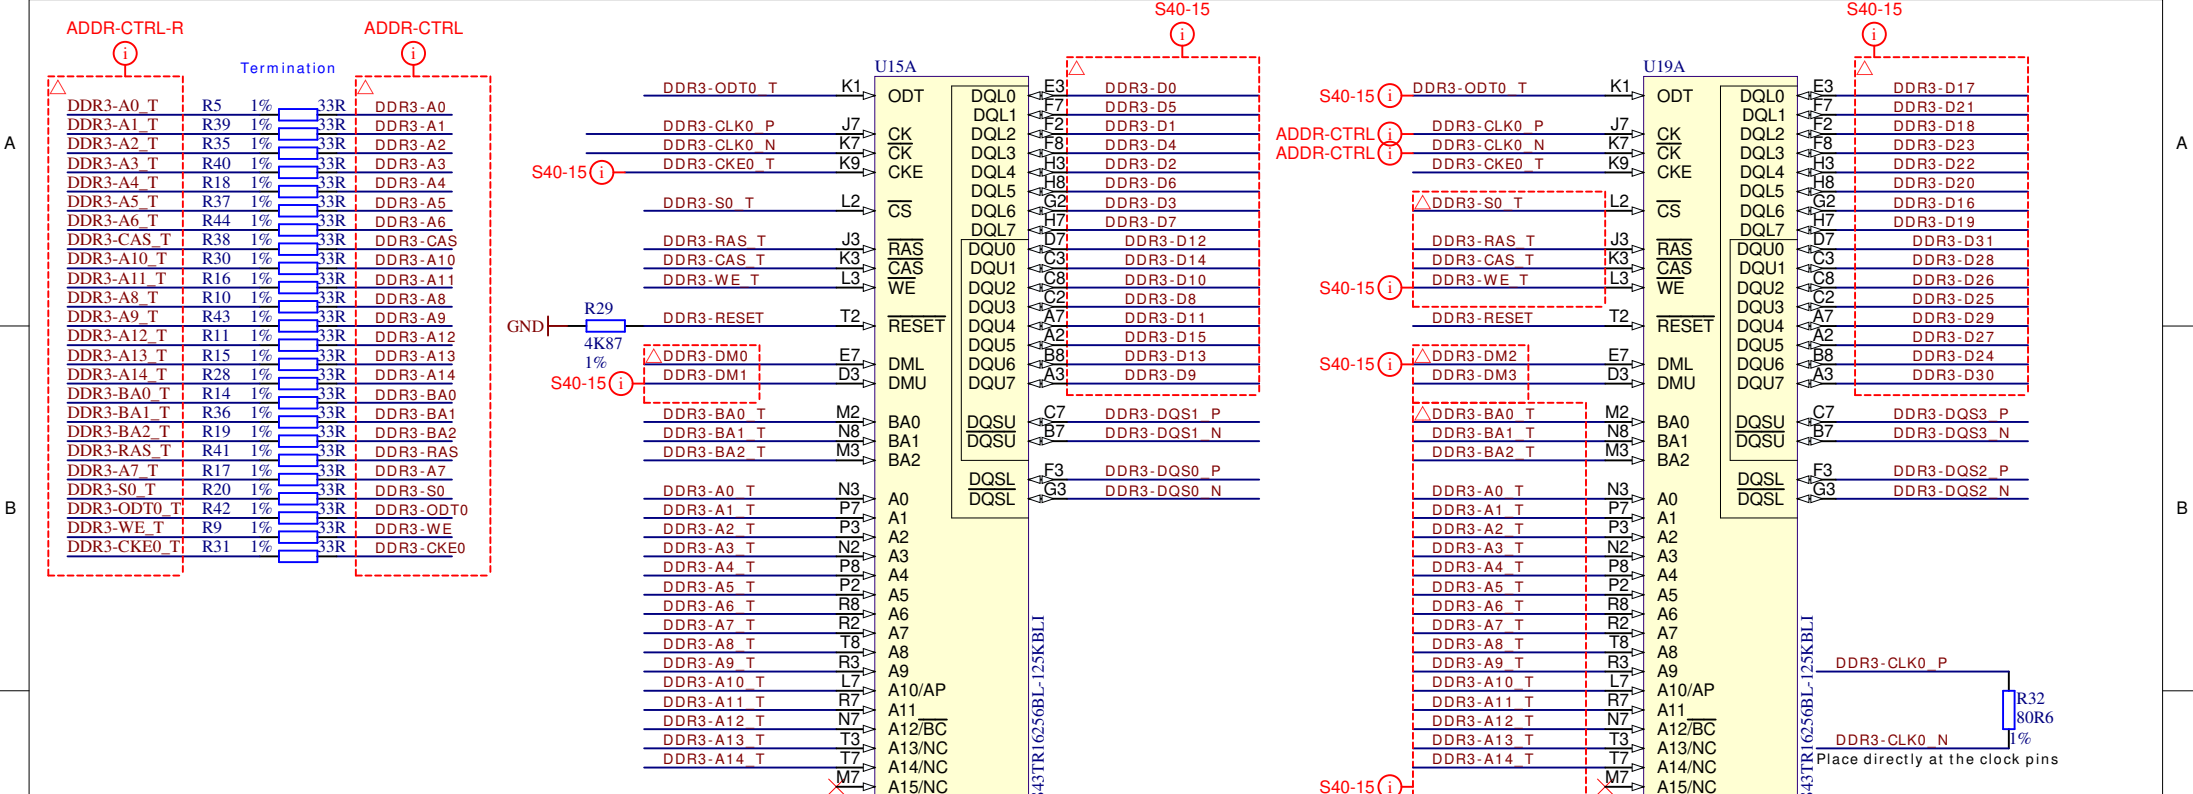 ADDR-CTRL-R
ADDR-CTRL
Termination
DDR3-A0_T R5 1% 33R DDR3-A0
DDR3-A1_T R39 1% 33R DDR3-A1
DDR3-A2_T R35 1% 33R DDR3-A2
DDR3-A3_T R40 1% 33R DDR3-A3
DDR3-A4_T R18 1% 33R DDR3-A4
DDR3-A5_T R37 1% 33R DDR3-A5
DDR3-A6_T R44 1% 33R DDR3-A6
DDR3-CAS_T R38 1% 33R DDR3-CAS
DDR3-A10_T R30 1% 33R DDR3-A10
DDR3-A11_T R16 1% 33R DDR3-A11
DDR3-A8_T R10 1% 33R DDR3-A8
DDR3-A9_T R43 1% 33R DDR3-A9
DDR3-A12_T R11 1% 33R DDR3-A12
DDR3-A13_T R15 1% 33R DDR3-A13
DDR3-A14_T R28 1% 33R DDR3-A14
DDR3-BA0_T R14 1% 33R DDR3-BA0
DDR3-BA1_T R36 1% 33R DDR3-BA1
DDR3-BA2_T R19 1% 33R DDR3-BA2
DDR3-RAS_T R41 1% 33R DDR3-RAS
DDR3-A7_T R17 1% 33R DDR3-A7
DDR3-S0_T R20 1% 33R DDR3-S0
DDR3-ODT0_T R42 1% 33R DDR3-ODT0
DDR3-WE_T R9 1% 33R DDR3-WE
DDR3-CKE0_T R31 1% 33R DDR3-CKE0
A
B
S40-15
U15A
DDR3-ODT0_T K1 ODT DQL0 E3 DDR3-D0
DQL1 F7 DDR3-D5
DDR3-CLK0_P J7 CK DQL2 F2 DDR3-D1
DDR3-CLK0_N K7 CK DQL3 F8 DDR3-D4
S40-15 DDR3-CKE0_T K9 CKE DQL4 H3 DDR3-D2
DQL5 H8 DDR3-D6
DDR3-S0_T L2 CS DQL6 G2 DDR3-D3
DQL7 H7 DDR3-D7
DDR3-RAS_T J3 RAS DQU0 D7 DDR3-D12
DDR3-CAS_T K3 CAS DQU1 C3 DDR3-D14
DDR3-WE_T L3 WE DQU2 C8 DDR3-D10
DQU3 C2 DDR3-D8
GND R29 4K87 1% DDR3-RESET T2 RESET DQU4 A7 DDR3-D11
DQU5 A2 DDR3-D15
DDR3-DM0 E7 DML DQU6 B8 DDR3-D13
S40-15 DDR3-DM1 D3 DMU DQU7 A3 DDR3-D9
DDR3-BA0_T M2 BA0 DQSU C7 DDR3-DQS1_P
DDR3-BA1_T N8 BA1 DQSU B7 DDR3-DQS1_N
DDR3-BA2_T M3 BA2
DQSL F3 DDR3-DQS0_P
DDR3-A0_T N3 A0 DQSL G3 DDR3-DQS0_N
DDR3-A1_T P7 A1
DDR3-A2_T P3 A2
DDR3-A3_T N2 A3
DDR3-A4_T P8 A4
DDR3-A5_T P2 A5
DDR3-A6_T R8 A6
DDR3-A7_T R2 A7
DDR3-A8_T T8 A8
DDR3-A9_T R3 A9
DDR3-A10_T L7 A10/AP
DDR3-A11_T R7 A11
DDR3-A12_T N7 A12/BC
DDR3-A13_T T3 A13/NC
DDR3-A14_T T7 A14/NC
M7 A15/NC
43TR16256BL-125KBLI
S40-15
U19A
S40-15 DDR3-ODT0_T K1 ODT DQL0 E3 DDR3-D17
DQL1 F7 DDR3-D21
ADDR-CTRL DDR3-CLK0_P J7 CK DQL2 F2 DDR3-D18
ADDR-CTRL DDR3-CLK0_N K7 CK DQL3 F8 DDR3-D23
DDR3-CKE0_T K9 CKE DQL4 H3 DDR3-D22
DQL5 H8 DDR3-D20
DDR3-S0_T L2 CS DQL6 G2 DDR3-D16
DQL7 H7 DDR3-D19
DDR3-RAS_T J3 RAS DQU0 D7 DDR3-D31
DDR3-CAS_T K3 CAS DQU1 C3 DDR3-D28
S40-15 DDR3-WE_T L3 WE DQU2 C8 DDR3-D26
DQU3 C2 DDR3-D25
DDR3-RESET T2 RESET DQU4 A7 DDR3-D29
DQU5 A2 DDR3-D27
S40-15 DDR3-DM2 E7 DML DQU6 B8 DDR3-D24
DDR3-DM3 D3 DMU DQU7 A3 DDR3-D30
DDR3-BA0_T M2 BA0 DQSU C7 DDR3-DQS3_P
DDR3-BA1_T N8 BA1 DQSU B7 DDR3-DQS3_N
DDR3-BA2_T M3 BA2
DQSL F3 DDR3-DQS2_P
DDR3-A0_T N3 A0 DQSL G3 DDR3-DQS2_N
DDR3-A1_T P7 A1
DDR3-A2_T P3 A2
DDR3-A3_T N2 A3
DDR3-A4_T P8 A4
DDR3-A5_T P2 A5
DDR3-A6_T R8 A6
DDR3-A7_T R2 A7
DDR3-A8_T T8 A8
DDR3-A9_T R3 A9
DDR3-A10_T L7 A10/AP
DDR3-A11_T R7 A11
DDR3-A12_T N7 A12/BC
DDR3-A13_T T3 A13/NC
DDR3-A14_T T7 A14/NC
S40-15 M7 A15/NC
43TR16256BL-125KBLI
DDR3-CLK0_P
R32
80R6
1%
DDR3-CLK0_N
Place directly at the clock pins
A
B